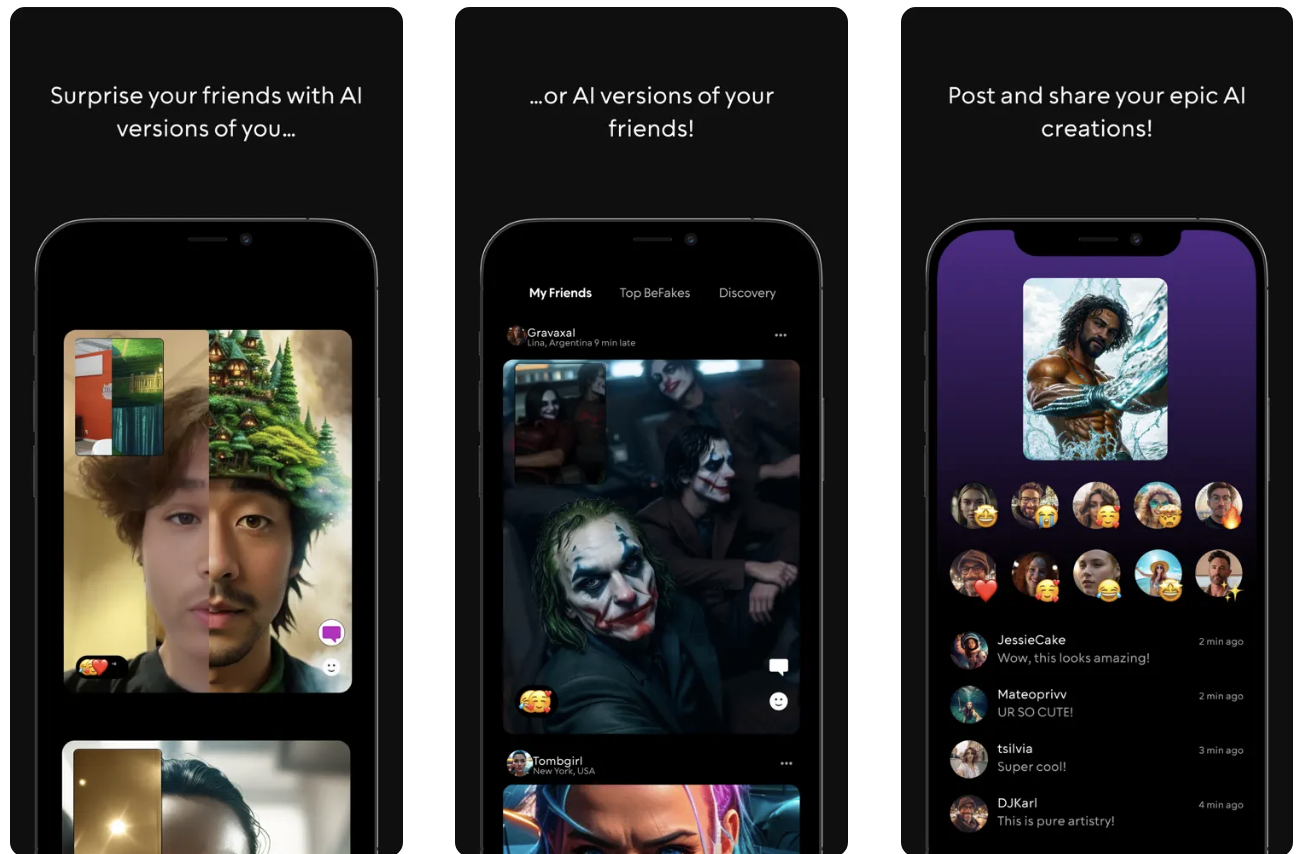 Surprise your friends with AI
versions of you...
...or AI versions of your
friends!
My Friends
Top BeFakes
Discovery
Gravaxal
Lina, Argentina 9 min late
Tombgirl
New York, USA
Post and share your epic AI
creations!
JessieCake
2 min ago
Wow, this looks amazing!
Mateoprivv
2 min ago
UR SO CUTE!
tsilvia
3 min ago
Super cool!
DJKarl
4 min ago
This is pure artistry!